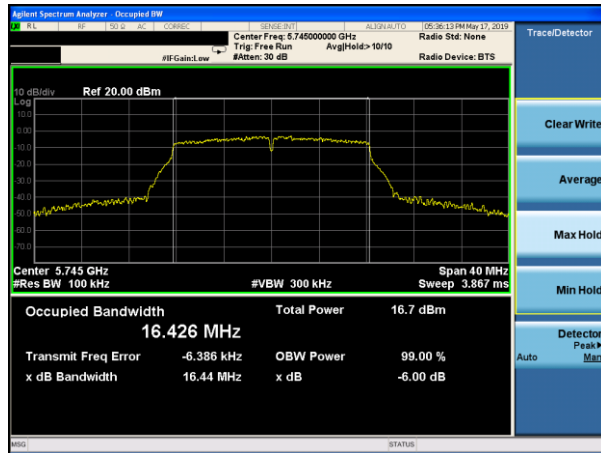 Agilent Spectrum Analyzer - Occupied BW
RL RF 50 Ω AC CORREC SENSE:INT ALIGN AUTO 05:36:13 PM May 17, 2019
Center Freq: 5.745000000 GHz Radio Std: None
Trig: Free Run Avg|Hold:> 10/10
#IFGain:Low #Atten: 30 dB Radio Device: BTS
Trace/Detector
10 dB/div Ref 20.00 dBm
Log
10.0
0.00
-10.0
-20.0
-30.0
-40.0
-50.0
-60.0
-70.0
Center 5.745 GHz Span 40 MHz
#Res BW 100 kHz #VBW 300 kHz Sweep 3.867 ms
Occupied Bandwidth Total Power 16.7 dBm
16.426 MHz
Transmit Freq Error -6.386 kHz OBW Power 99.00 %
x dB Bandwidth 16.44 MHz x dB -6.00 dB
Clear Write
Average
Max Hold
Min Hold
Detector
Peak▶
Auto Man
MSG STATUS